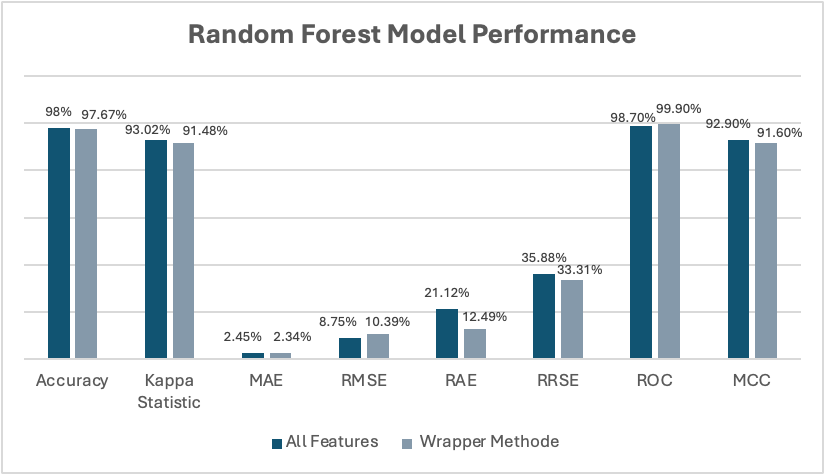 Random Forest Model Performance
98% 97.67%
93.02% 91.48%
2.45% 2.34%
8.75% 10.39%
21.12% 12.49%
35.88% 33.31%
98.70% 99.90%
92.90% 91.60%
Accuracy Kappa Statistic MAE RMSE RAE RRSE ROC MCC
All Features Wrapper Methode